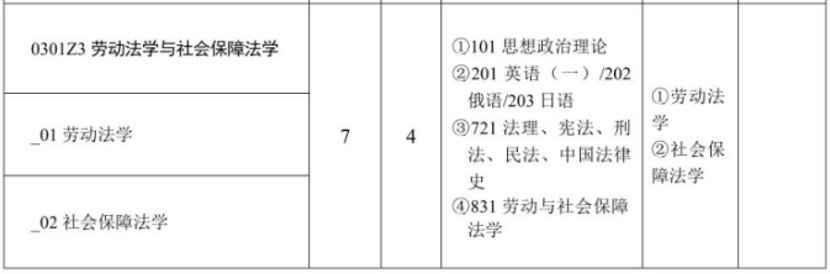 0301Z3 劳动法学与社会保障法学
_01 劳动法学
_02 社会保障法学
7
4
①101 思想政治理论
②201 英语（一）/202
俄语/203 日语
③721 法理、宪法、刑
法、民法、中国法律
史
④831 劳动与社会保障
法学
①劳动法
学
②社会保
障法学